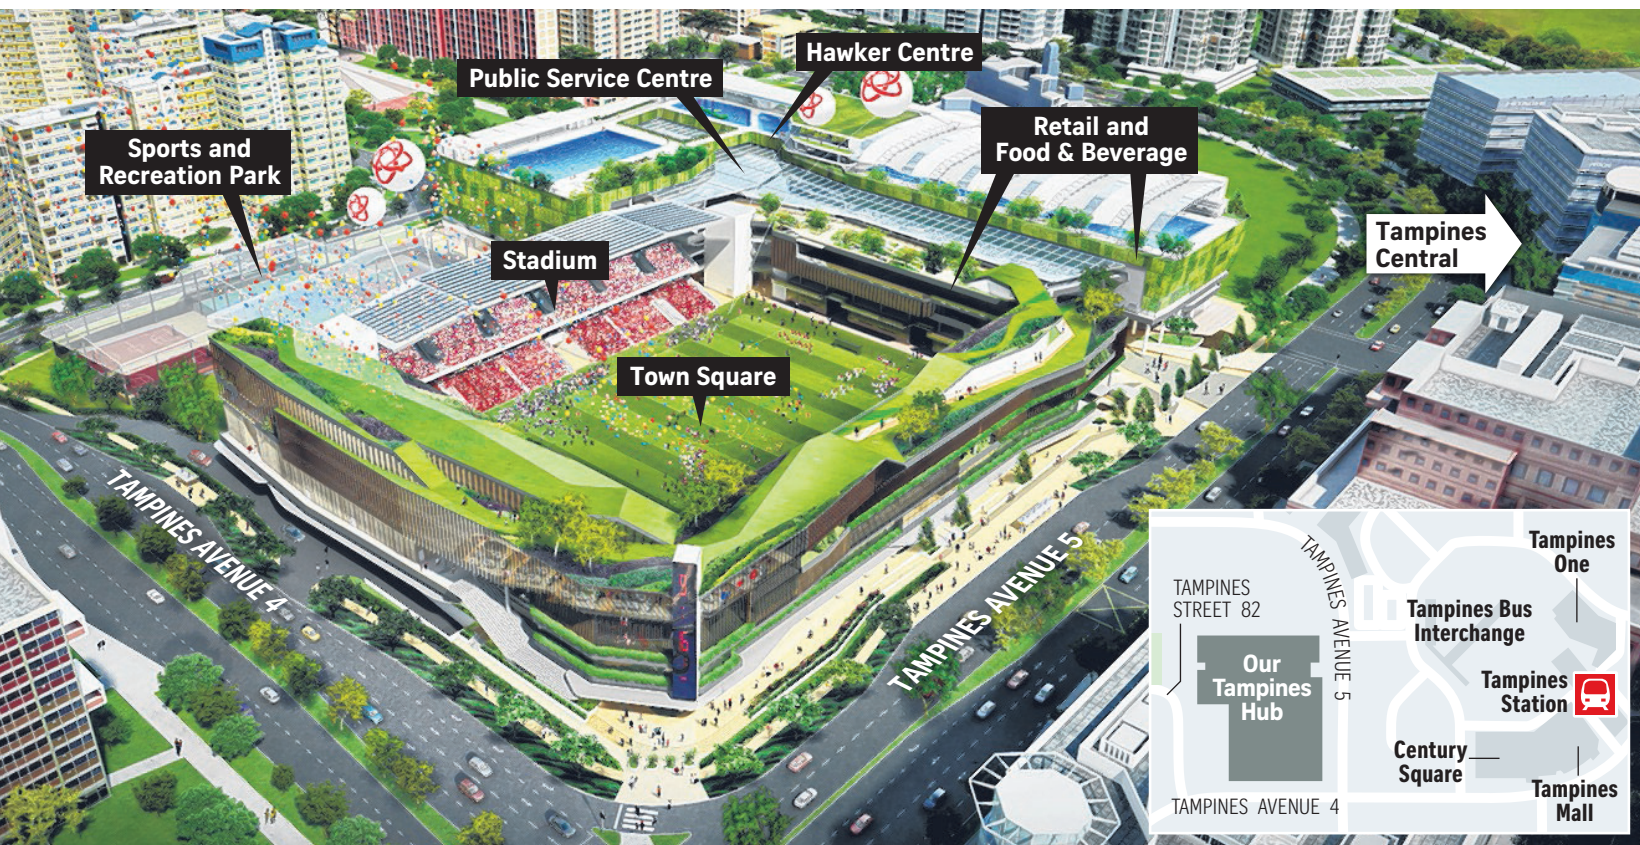 Hawker Centre
Public Service Centre
Retail and
Food & Beverage
Sports and
Recreation Park
Tampines
Central
Stadium
Town Square
TAMPINES AVENUE 4
TAMPINES AVENUE 5
Tampines
One
TAMPINES AVENUE 5
TAMPINES
STREET 82
Tampines Bus
Interchange
Our
Tampines
Hub
Tampines
Station
Century
Square
Tampines
Mall
TAMPINES AVENUE 4
HITACHI